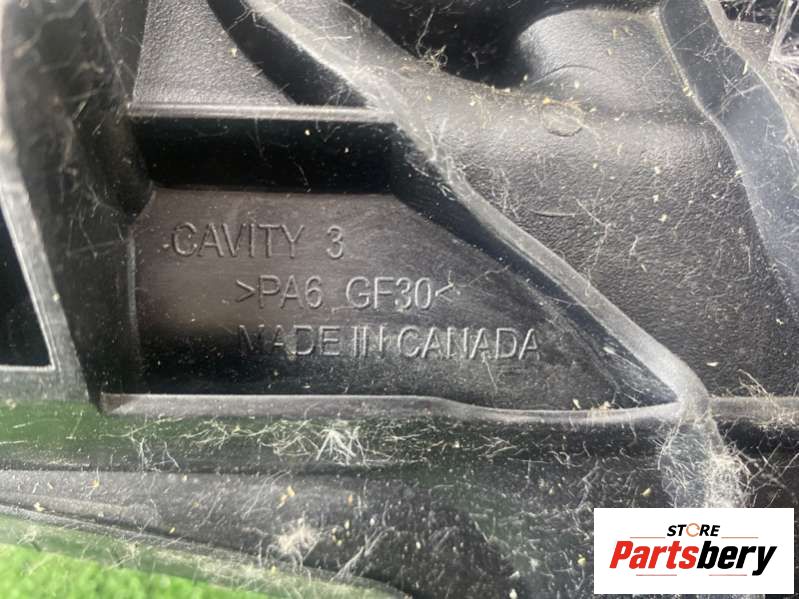 CAVITY 3
>PA6 GF30<
MADE IN CANADA
STORE
Partsbery